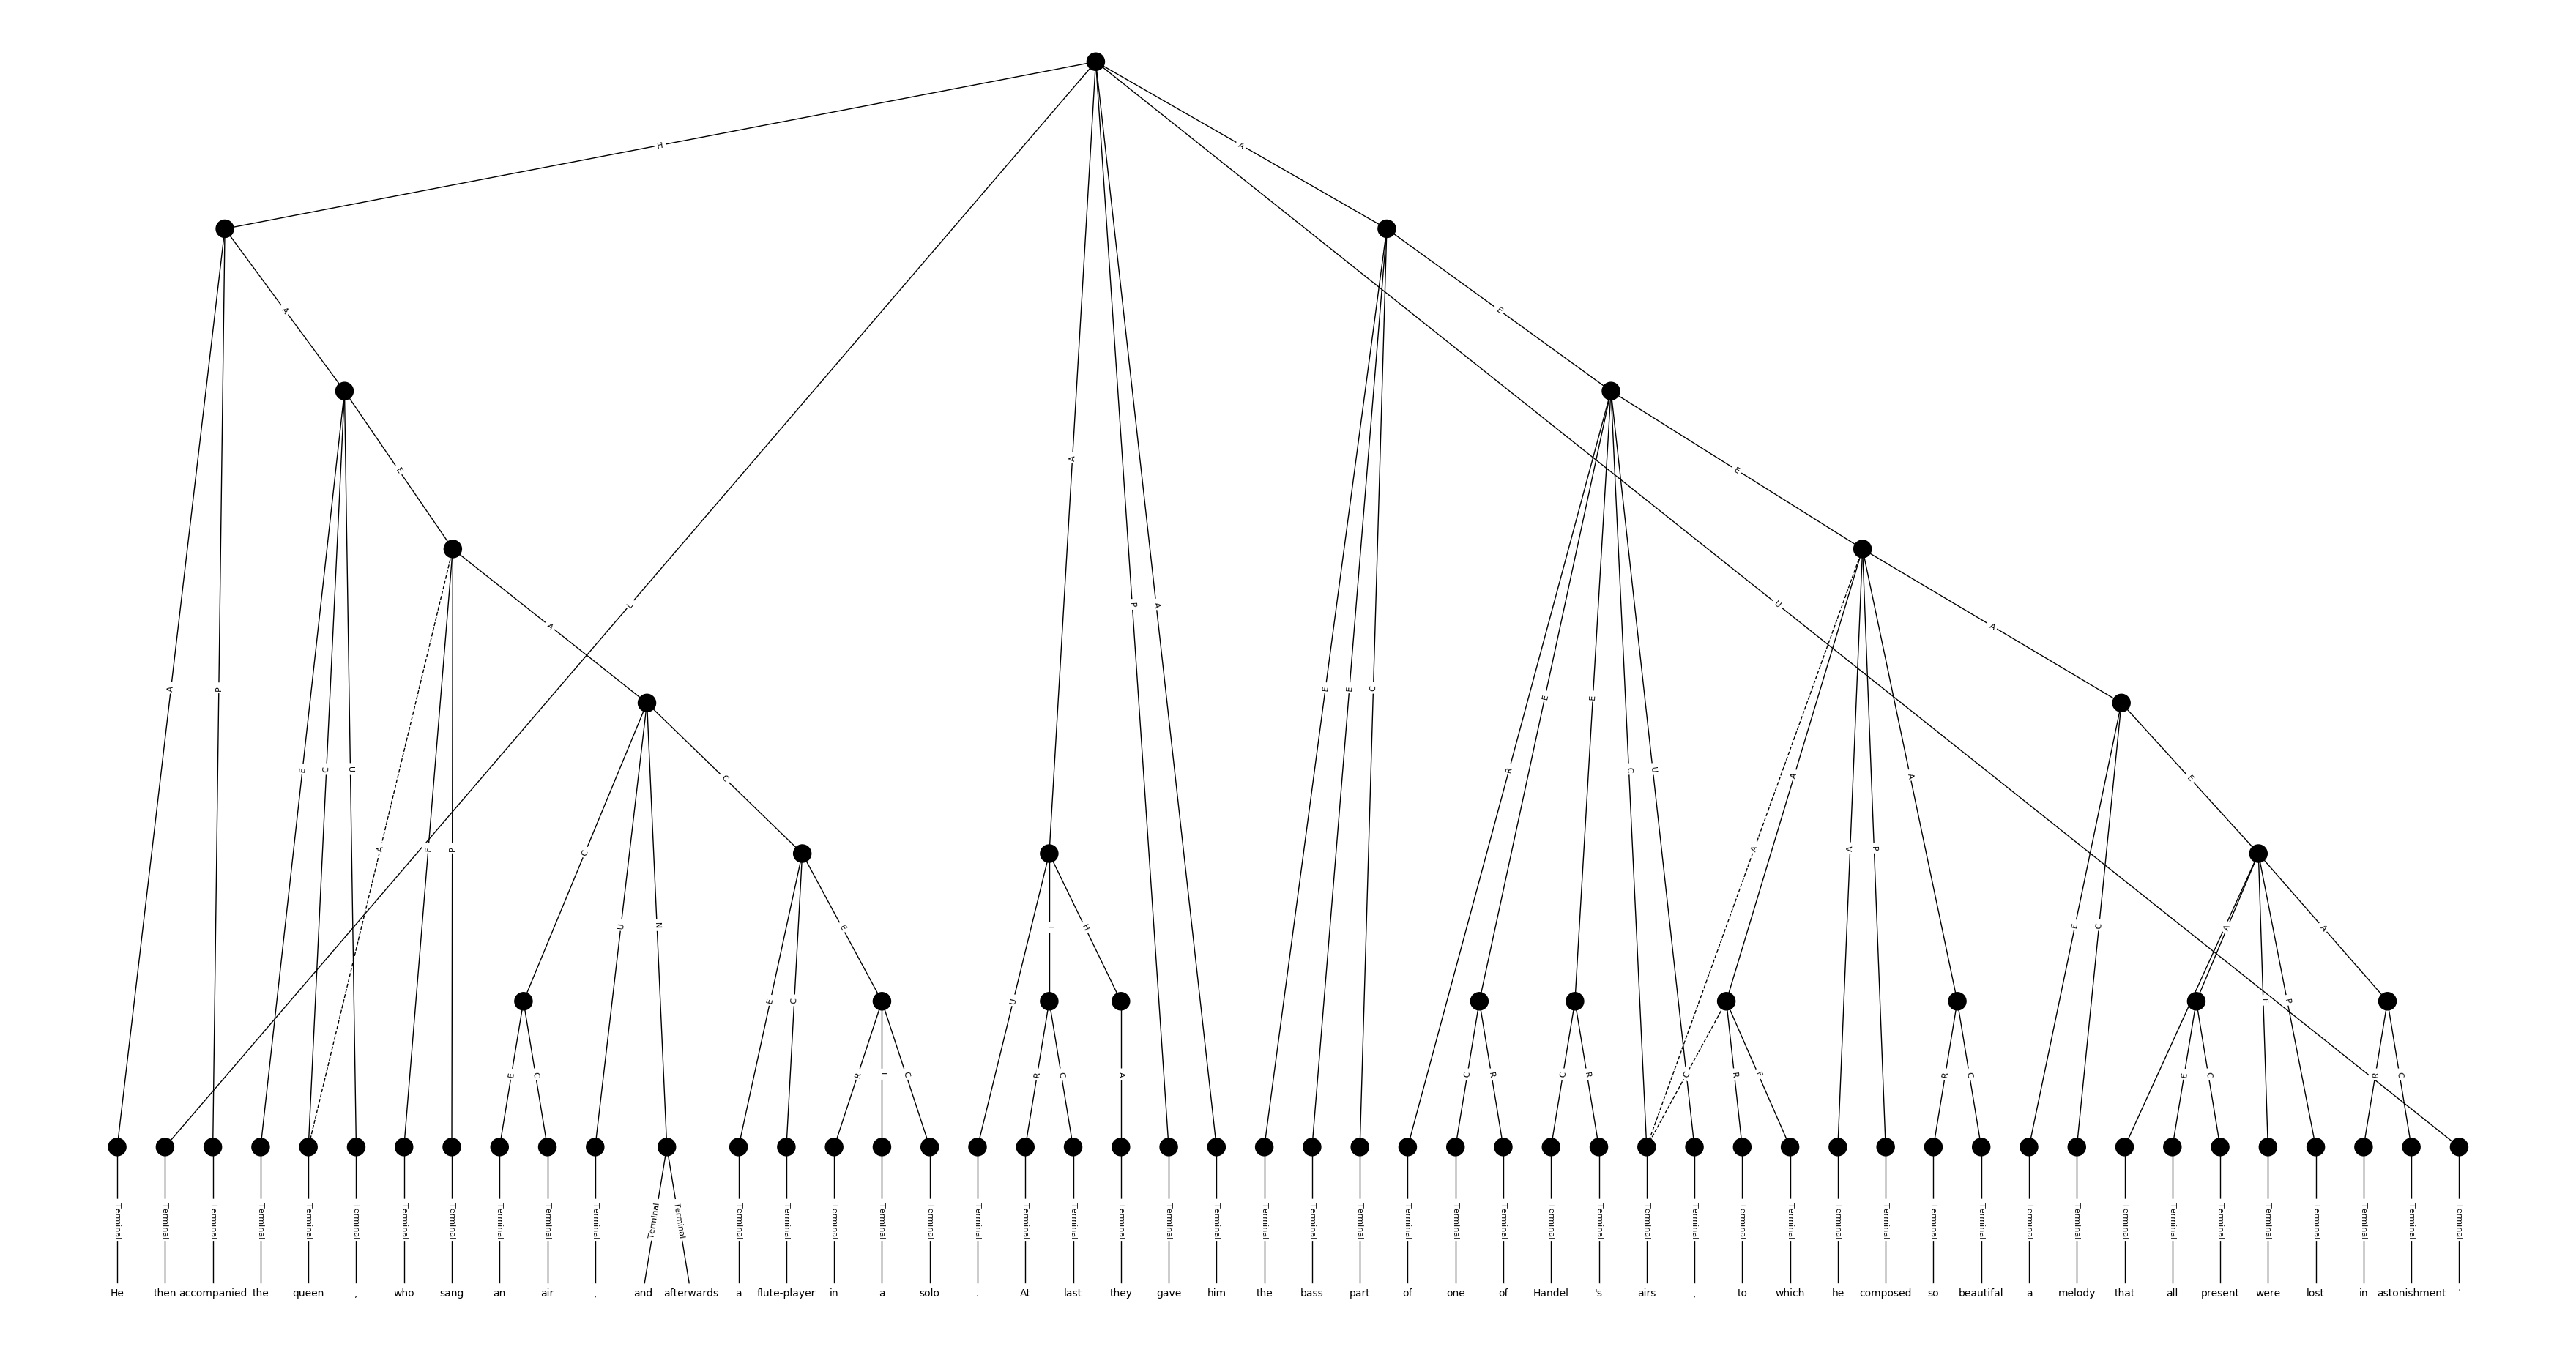 H A
A E
A
E E
L P A U
A A
A P E E C
E E
E C U R C U
C A A E
A F P C A A P
U N E L H E C A A
E C U F P
E C R E C R C A C R C R C R F R C E C R C
Terminal Terminal Terminal Terminal Terminal Terminal Terminal Terminal Terminal Terminal Terminal Terminal Terminal Terminal Terminal Terminal Terminal Terminal Terminal Terminal Terminal Terminal Terminal Terminal Terminal Terminal Terminal Terminal Terminal Terminal Terminal Terminal Terminal Terminal Terminal Terminal Terminal Terminal Terminal Terminal Terminal Terminal Terminal Terminal Terminal Terminal Terminal Terminal Terminal Terminal
He then accompanied the queen , who sang an air , and afterwards a flute-player in a solo . At last they gave him the bass part of one of Handel 's airs , to which he composed so beautiful a melody that all present were lost in astonishment .